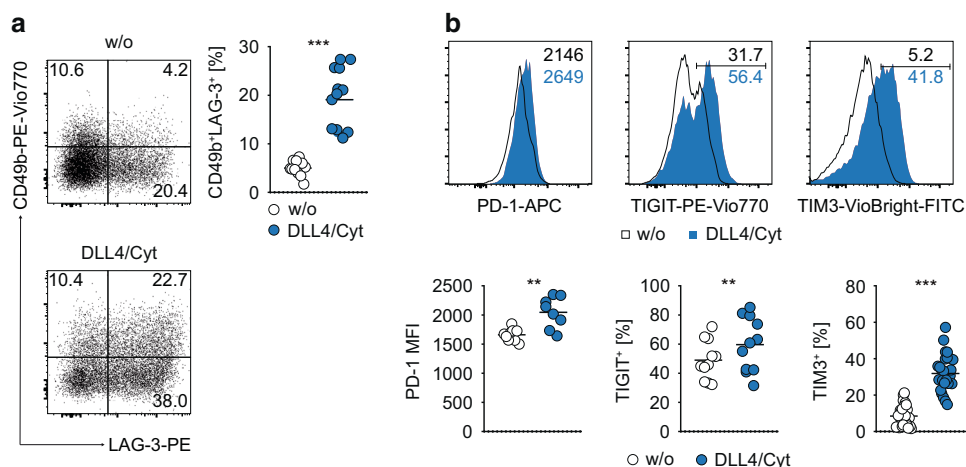 a
w/o
10.6 4.2
20.4
CD49b-PE-Vio770
DLL4/Cyt
10.4 22.7
38.0
LAG-3-PE
CD49b⁺LAG-3⁺ [%]
***
30
20
10
0
w/o
DLL4/Cyt
b
2146
2649
PD-1-APC
31.7
56.4
TIGIT-PE-Vio770
5.2
41.8
TIM3-VioBright-FITC
w/o DLL4/Cyt
PD-1 MFI
**
2500
2000
1500
1000
500
0
TIGIT⁺ [%]
**
100
80
60
40
20
0
TIM3⁺ [%]
***
80
60
40
20
0
w/o DLL4/Cyt